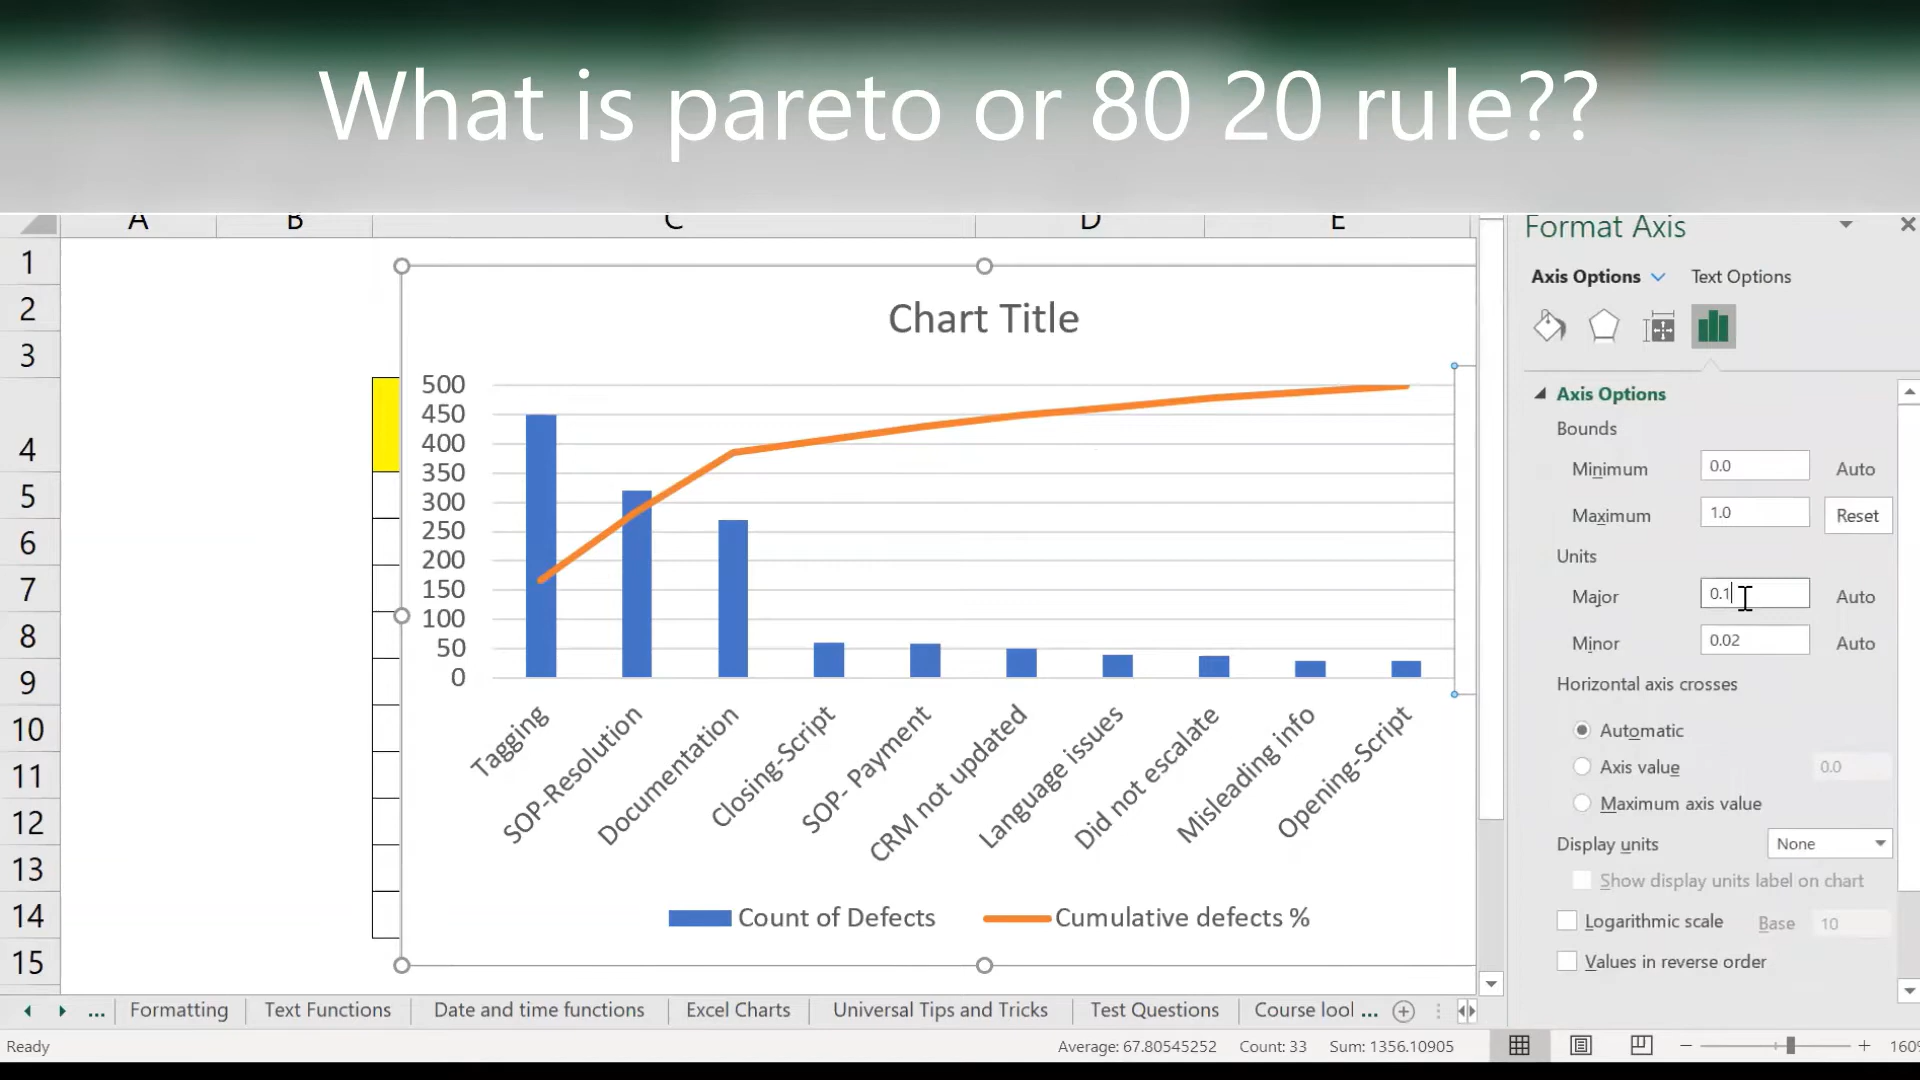 What is pareto or 80 20 rule??
A B C D E
Format Axis
Axis Options Text Options
1
2
3
4
5
6
7
8
9
10
11
12
13
14
15
Chart Title
500
450
400
350
300
250
200
150
100
50
0
Tagging
SOP-Resolution
Documentation
Closing-Script
SOP- Payment
CRM not updated
Language issues
Did not escalate
Misleading info
Opening-Script
Count of Defects Cumulative defects %
Axis Options
Bounds
Minimum 0.0 Auto
Maximum 1.0 Reset
Units
Major 0.1 Auto
Minor 0.02 Auto
Horizontal axis crosses
Automatic
Axis value 0.0
Maximum axis value
Display units None
Show display units label on chart
Logarithmic scale Base 10
Values in reverse order
... Formatting Text Functions Date and time functions Excel Charts Universal Tips and Tricks Test Questions Course lool ...
Ready Average: 67.80545252 Count: 33 Sum: 1356.10905 160%